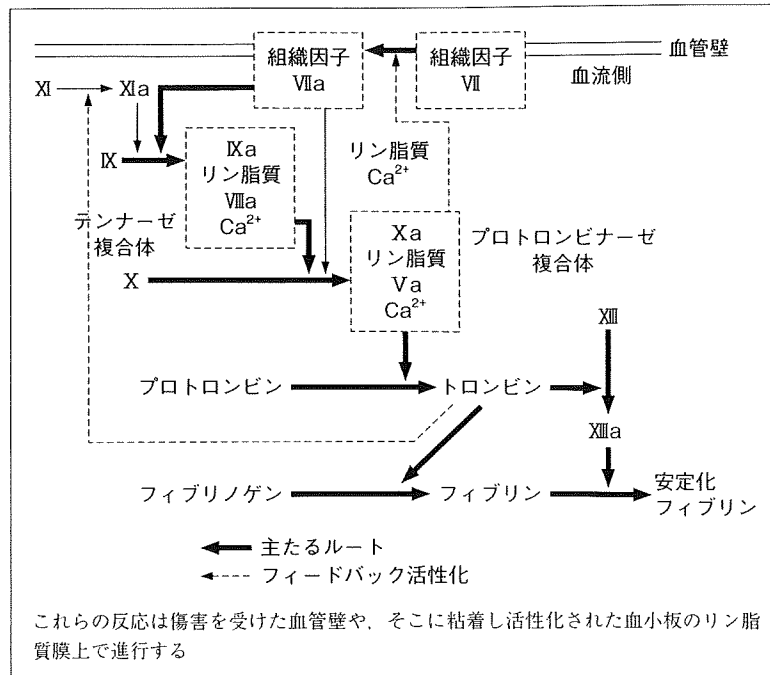 血管壁
血流側
組織因子
Ⅶa
組織因子
Ⅶ
Ⅺ
Ⅺa
Ⅸ
Ⅸa
リン脂質
Ⅷa
Ca²⁺
リン脂質
Ca²⁺
テンナーゼ
複合体
Ⅹ
Ⅹa
リン脂質
Ⅴa
Ca²⁺
プロトロンビナーゼ
複合体
XIII
プロトロンビン
トロンビン
XIIIa
フィブリノゲン
フィブリン
安定化
フィブリン
主たるルート
フィードバック活性化
これらの反応は傷害を受けた血管壁や,そこに粘着し活性化された血小板のリン脂
質膜上で進行する